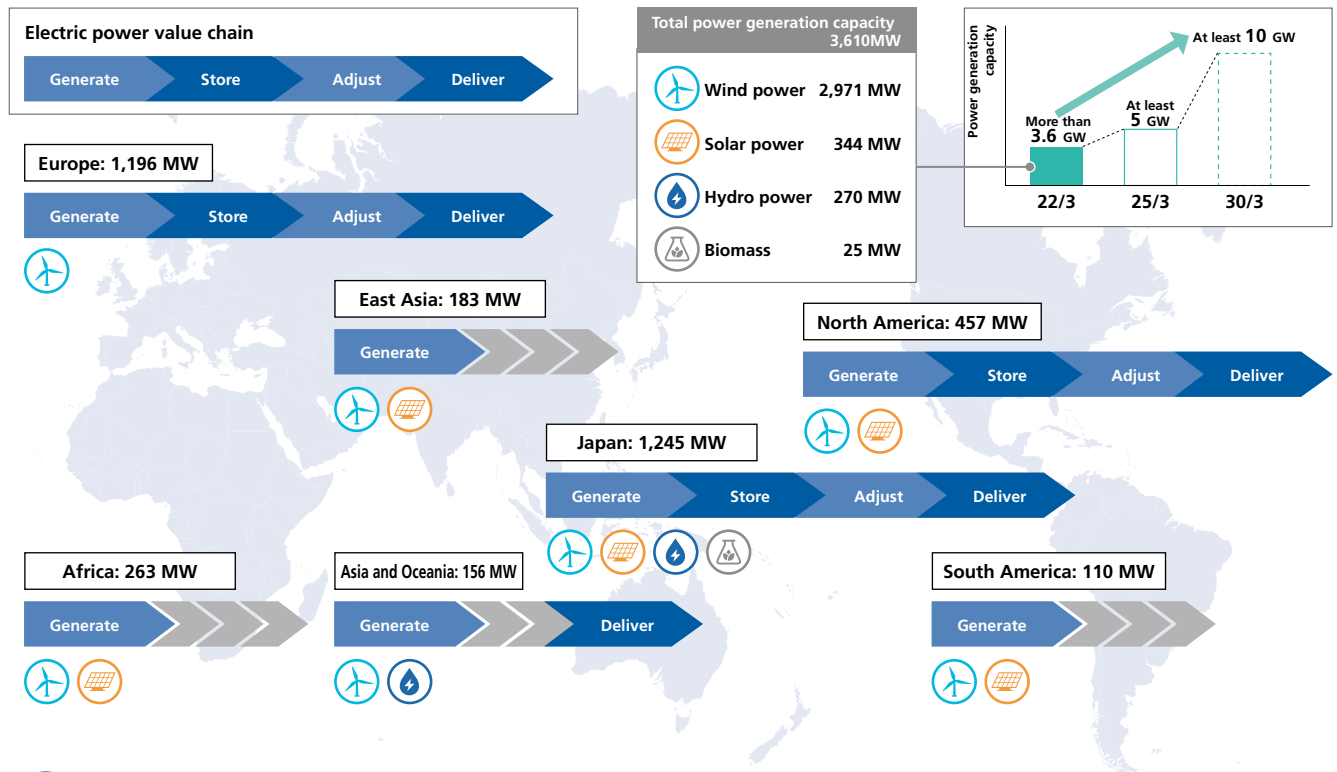 Electric power value chain
Generate Store Adjust Deliver
Total power generation capacity
3,610MW
Wind power 2,971 MW
Solar power 344 MW
Hydro power 270 MW
Biomass 25 MW
Power generation
capacity
At least 10 GW
At least
5 GW
More than
3.6 GW
22/3 25/3 30/3
Europe: 1,196 MW
Generate Store Adjust Deliver
East Asia: 183 MW
Generate
North America: 457 MW
Generate Store Adjust Deliver
Japan: 1,245 MW
Generate Store Adjust Deliver
Africa: 263 MW
Generate
Asia and Oceania: 156 MW
Generate Deliver
South America: 110 MW
Generate